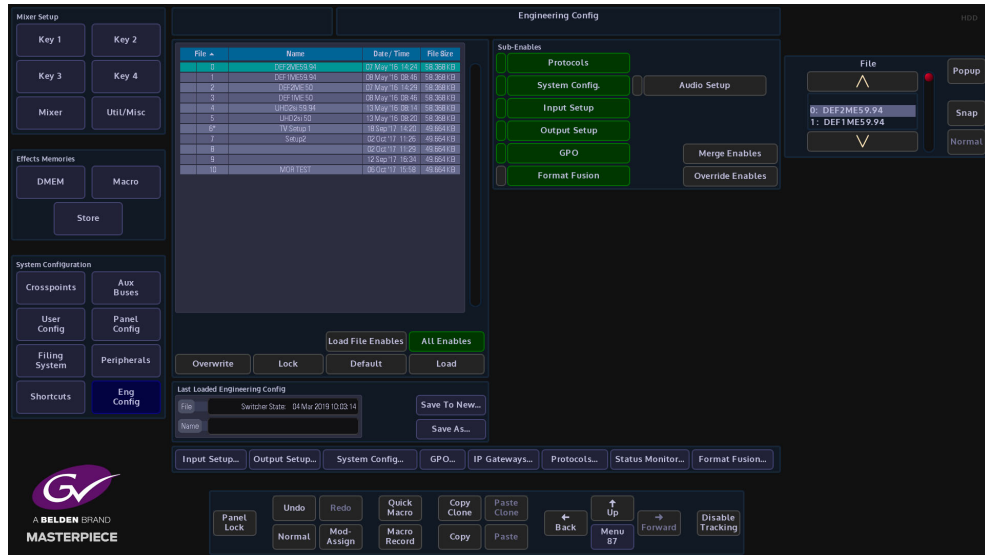 Mixer Setup
Key 1
Key 2
Key 3
Key 4
Mixer
Util/Misc
Effects Memories
DMEM
Macro
Store
System Configuration
Crosspoints
Aux
Buses
User
Config
Panel
Config
Filing
System
Peripherals
Shortcuts
Eng
Config
GV
A BELDEN BRAND
MASTERPIECE
Engineering Config
HDD
File Name Date/ Time File Size
0 DEF2ME59.94 07 May '16 14:24 58.368 KB
1 DEF1ME59.94 08 May '16 08:46 58.368 KB
2 DEF2ME50 07 May '16 14:29 58.368 KB
3 DEF1ME50 08 May '16 08:46 58.368 KB
4 UHD2si 59.94 13 May '16 08:14 58.368 KB
5 UHD2si 50 13 May '16 08:20 58.368 KB
6* TV Setup 1 18 Sep '17 14:20 49.664 KB
7 Setup2 02 Oct '17 11:26 49.664 KB
8 02 Oct '17 11:29 49.664 KB
9 12 Sep '17 16:34 49.664 KB
10 MOR TEST 06 Oct '17 15:58 49.664 KB
Load File Enables
All Enables
Overwrite
Lock
Default
Load
Last Loaded Engineering Config
File
Switcher State: 04 Mar 2019 10:03:14
Name
Save To New...
Save As...
Sub-Enables
Protocols
System Config.
Audio Setup
Input Setup
Output Setup
GPO
Merge Enables
Format Fusion
Override Enables
File
0: DEF2ME59.94
1: DEF1ME59.94
Popup
Snap
Normal
Input Setup...
Output Setup...
System Config...
GPO...
IP Gateways...
Protocols...
Status Monitor...
Format Fusion...
Panel
Lock
Undo
Redo
Normal
Mod-
Assign
Quick
Macro
Macro
Record
Copy
Clone
Paste
Clone
Copy
Paste
Back
Up
Menu
87
Forward
Disable
Tracking